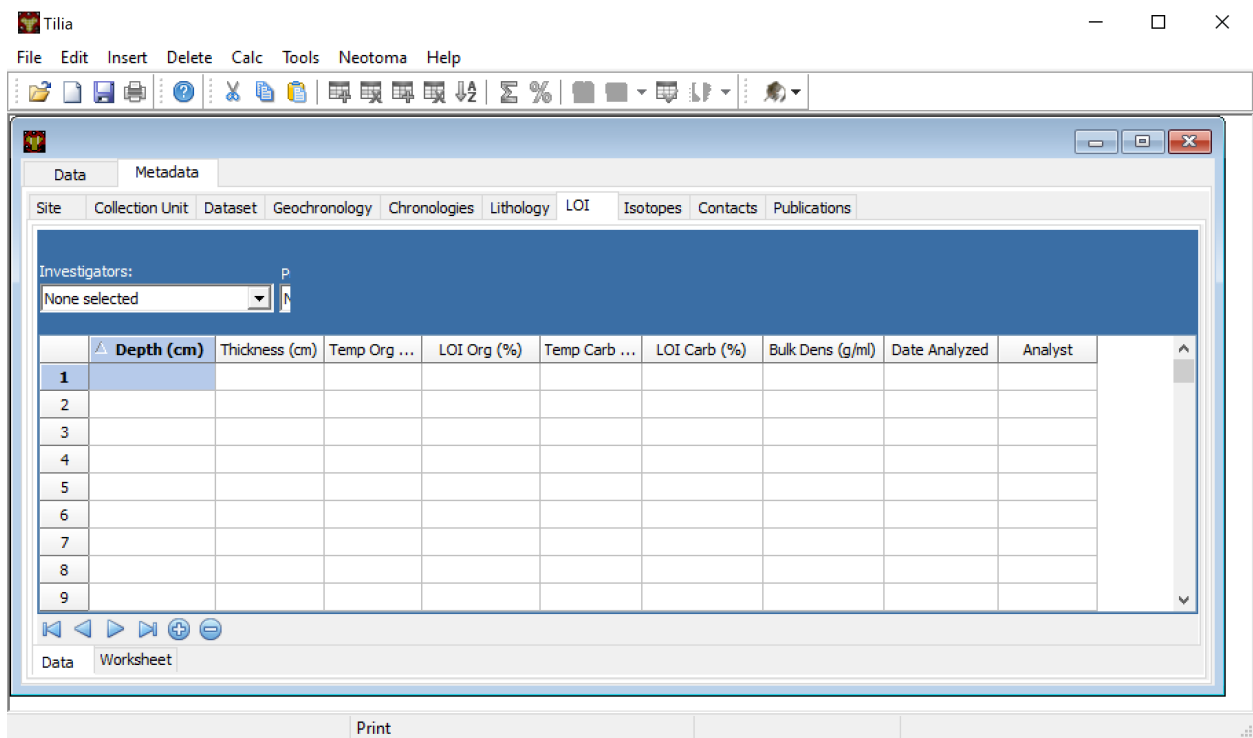 Tilia
File Edit Insert Delete Calc Tools Neotoma Help
Data Metadata
Site Collection Unit Dataset Geochronology Chronologies Lithology LOI Isotopes Contacts Publications
Investigators: P
None selected N
Depth (cm) Thickness (cm) Temp Org ... LOI Org (%) Temp Carb ... LOI Carb (%) Bulk Dens (g/ml) Date Analyzed Analyst
1
2
3
4
5
6
7
8
9
Data Worksheet
Print